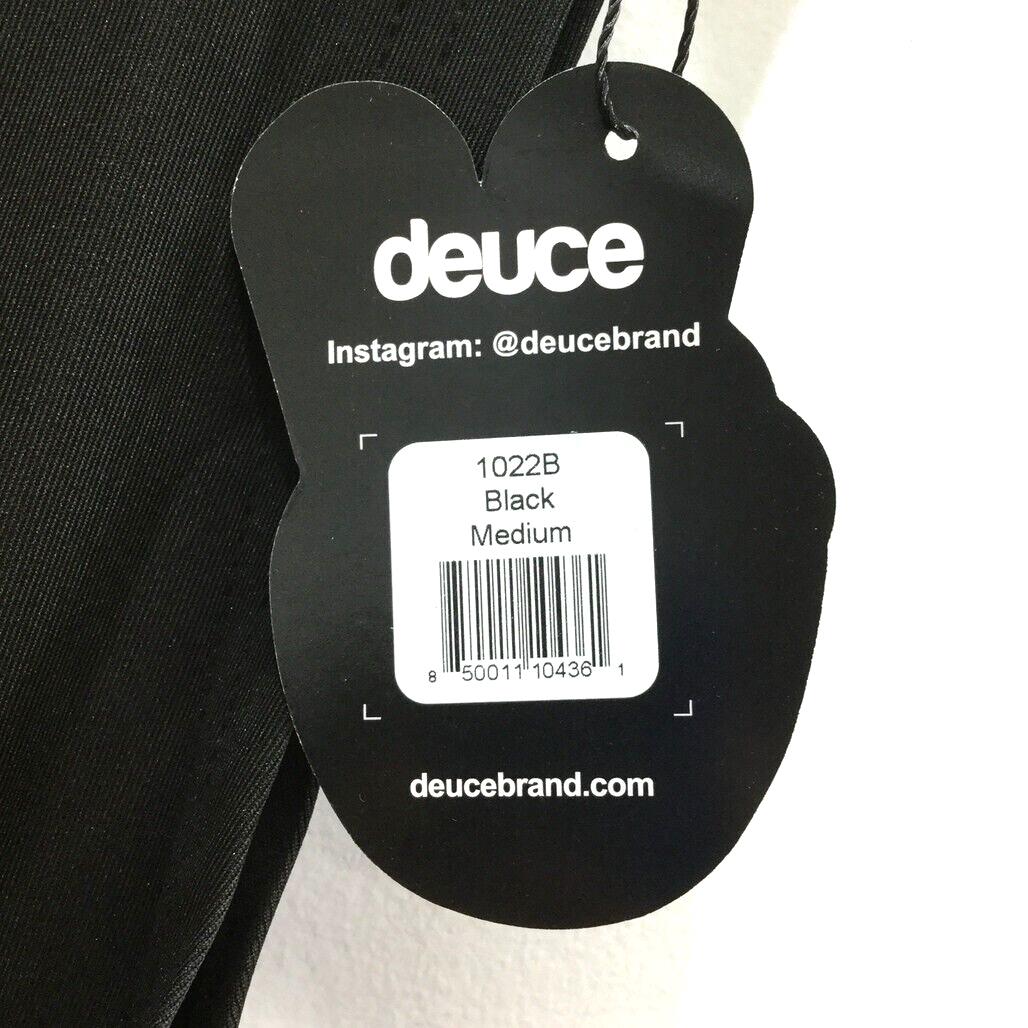 deuce
Instagram: @deucebrand
1022B
Black
Medium
8 50011 10436 1
deucebrand.com